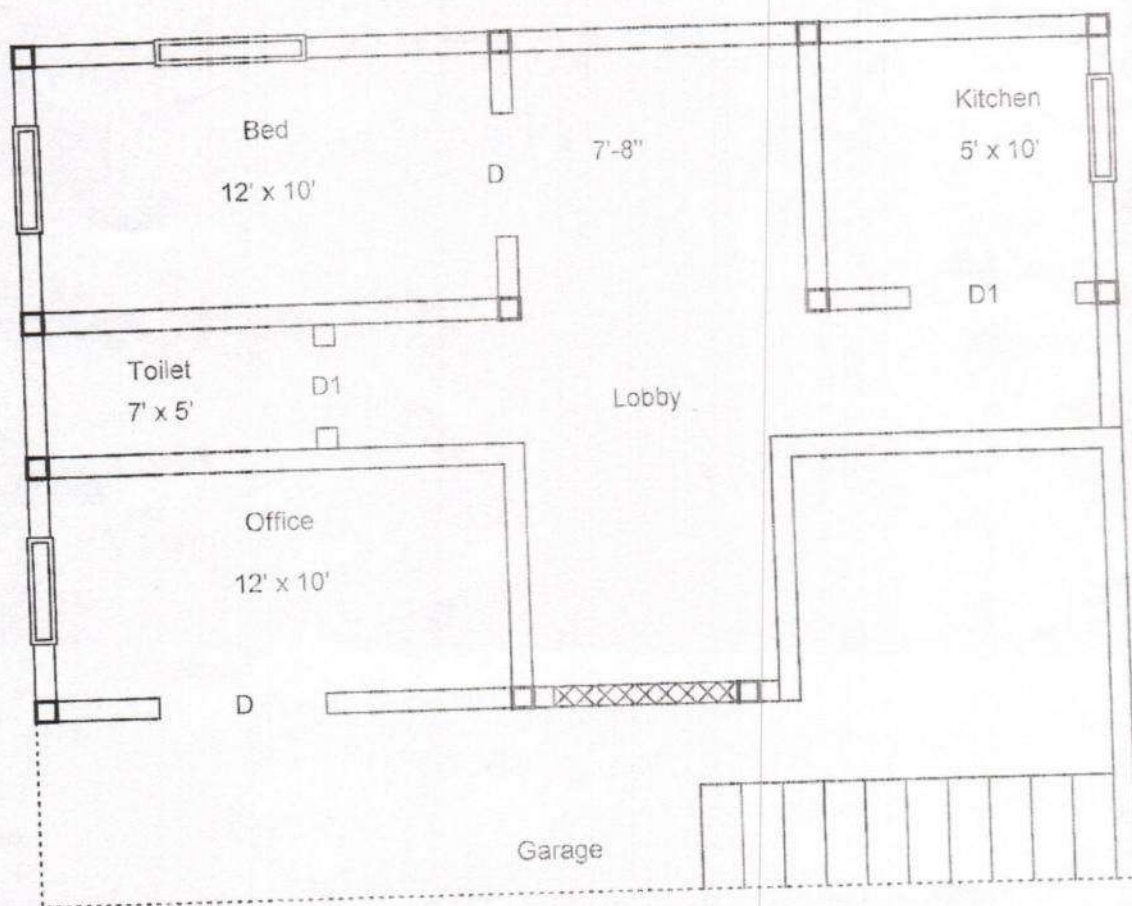 Bed
12' x 10'
D
7'-8"
Kitchen
5' x 10'
D1
Toilet
7' x 5'
D1
Lobby
Office
12' x 10'
D
Garage